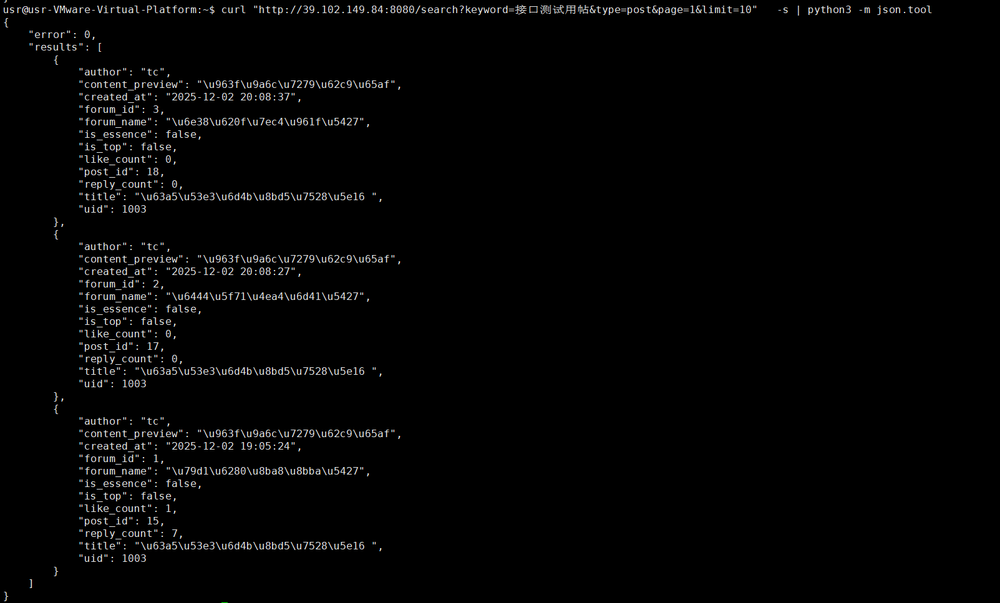 usr@usr-VMware-Virtual-Platform:~$ curl "http://39.102.149.84:8080/search?keyword=接口测试用帖&type=post&page=1&limit=10"   -s | python3 -m json.tool
{
    "error": 0,
    "results": [
        {
            "author": "tc",
            "content_preview": "\u963f\u9a6c\u7279\u62c9\u65af",
            "created_at": "2025-12-02 20:08:37",
            "forum_id": 3,
            "forum_name": "\u6e38\u620f\u7ec4\u961f\u5427",
            "is_essence": false,
            "is_top": false,
            "like_count": 0,
            "post_id": 18,
            "reply_count": 0,
            "title": "\u63a5\u53e3\u6d4b\u8bd5\u7528\u5e16 ",
            "uid": 1003
        },
        {
            "author": "tc",
            "content_preview": "\u963f\u9a6c\u7279\u62c9\u65af",
            "created_at": "2025-12-02 20:08:27",
            "forum_id": 2,
            "forum_name": "\u6444\u5f71\u4ea4\u6d41\u5427",
            "is_essence": false,
            "is_top": false,
            "like_count": 0,
            "post_id": 17,
            "reply_count": 0,
            "title": "\u63a5\u53e3\u6d4b\u8bd5\u7528\u5e16 ",
            "uid": 1003
        },
        {
            "author": "tc",
            "content_preview": "\u963f\u9a6c\u7279\u62c9\u65af",
            "created_at": "2025-12-02 19:05:24",
            "forum_id": 1,
            "forum_name": "\u79d1\u6280\u8ba8\u8bba\u5427",
            "is_essence": false,
            "is_top": false,
            "like_count": 1,
            "post_id": 15,
            "reply_count": 7,
            "title": "\u63a5\u53e3\u6d4b\u8bd5\u7528\u5e16 ",
            "uid": 1003
        }
    ]
}